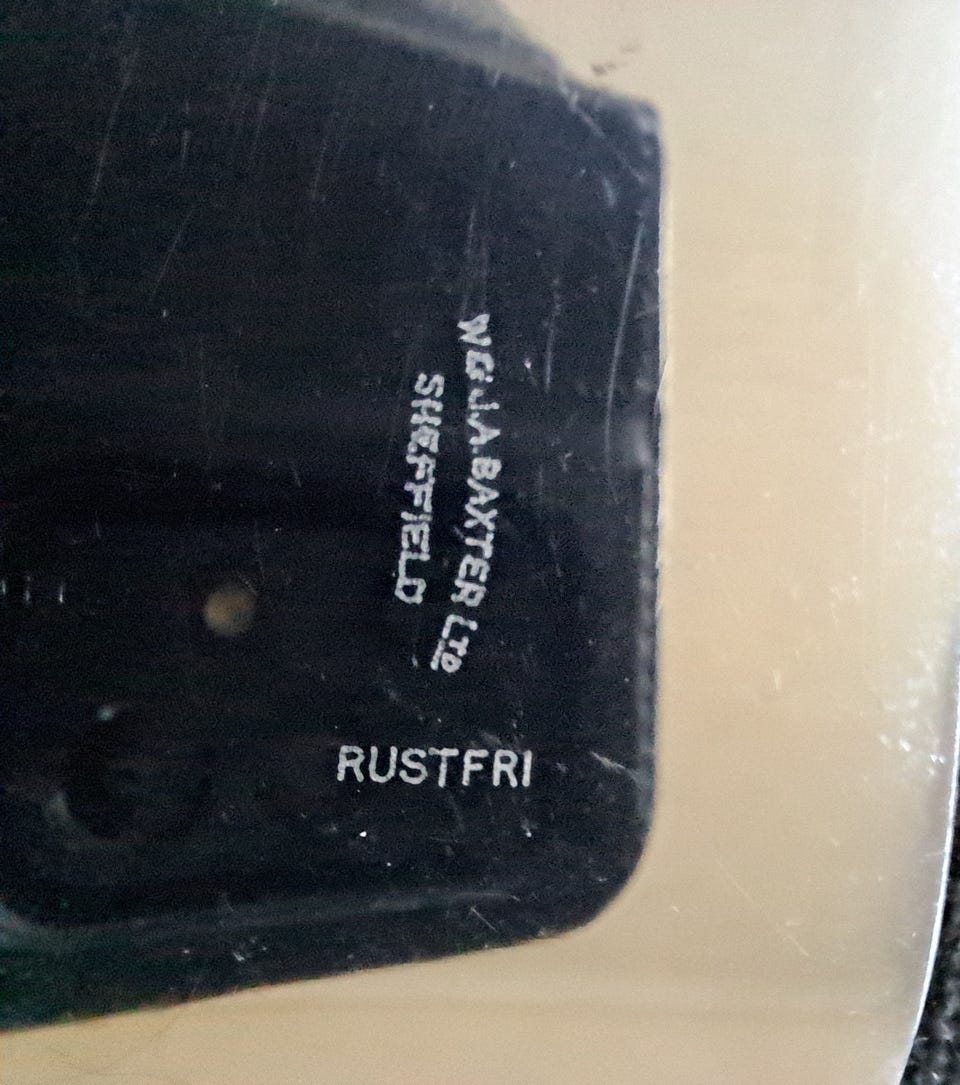 W.G. & J.A. BAXTER LTD
SHEFFIELD
RUSTFRI